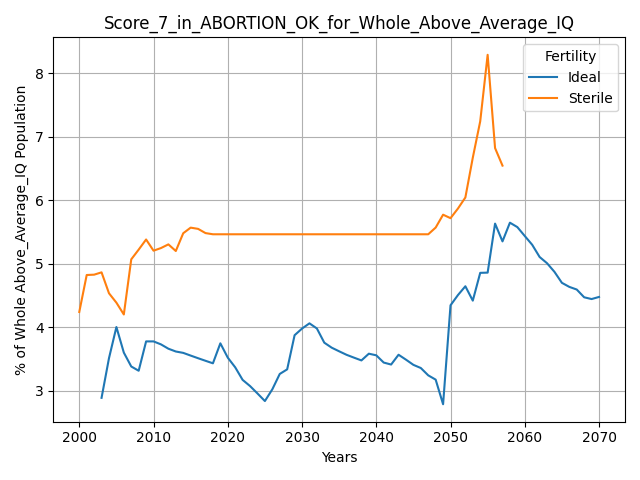 Score_7_in_ABORTION_OK_for_Whole_Above_Average_IQ
Fertility
Ideal
Sterile
% of Whole Above_Average_IQ Population
8
7
6
5
4
3
2000 2010 2020 2030 2040 2050 2060 2070
Years